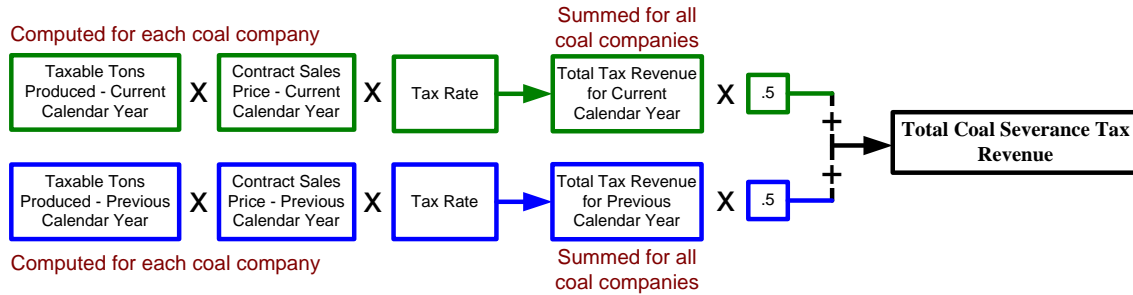 Computed for each coal company
Summed for all
coal companies
Taxable Tons
Produced - Current
Calendar Year
X
Contract Sales
Price - Current
Calendar Year
X
Tax Rate
Total Tax Revenue
for Current
Calendar Year
X
.5
+
Total Coal Severance Tax
Revenue
+
Taxable Tons
Produced - Previous
Calendar Year
X
Contract Sales
Price - Previous
Calendar Year
X
Tax Rate
Total Tax Revenue
for Previous
Calendar Year
X
.5
Computed for each coal company
Summed for all
coal companies